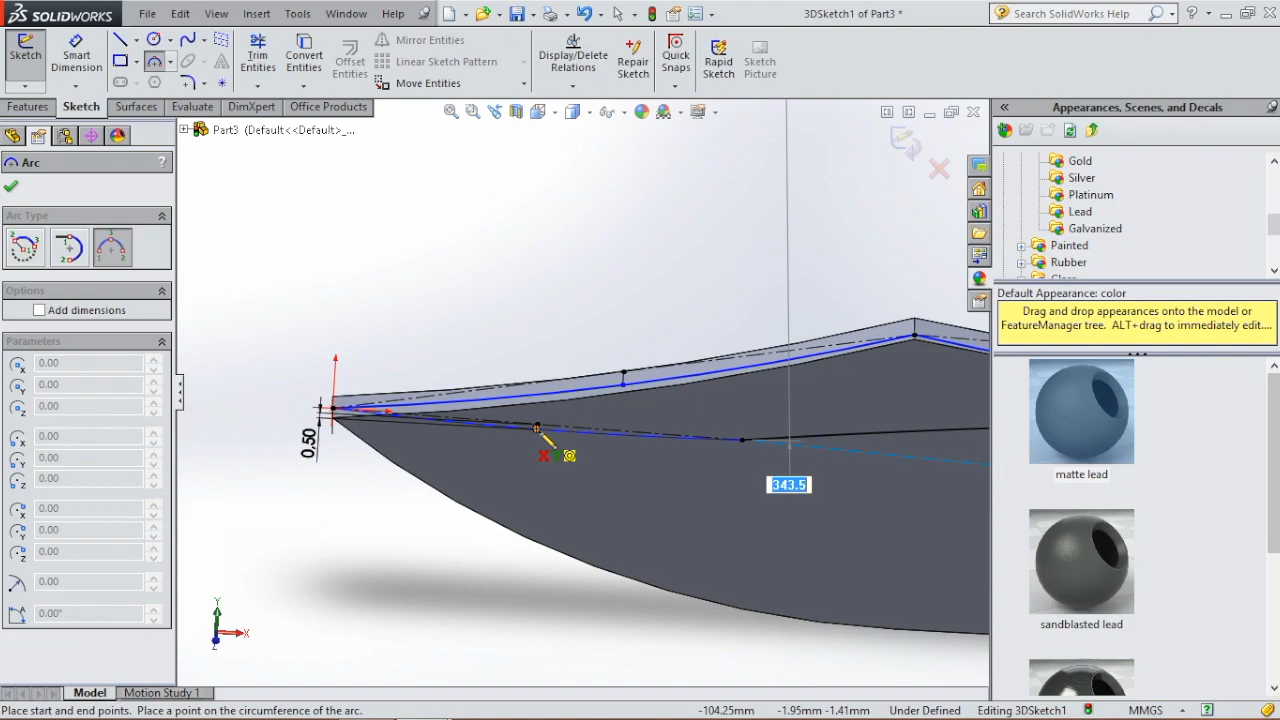 SOLIDWORKS File Edit View Insert Tools Window Help 3DSketch1 of Part3 * Search SolidWorks Help
Sketch Smart Dimension Trim Entities Convert Entities Offset Entities Mirror Entities Linear Sketch Pattern Move Entities Display/Delete Relations Repair Sketch Quick Snaps Rapid Sketch Sketch Picture
Features Sketch Surfaces Evaluate DimXpert Office Products
Appearances, Scenes, and Decals
Part3 (Default<<Default>_...
Arc ?
Arc Type
Options
Add dimensions
Parameters
0.00
0.00
0.00
0.00
0.00
0.00
0.00
0.00
0.00
0.00
0.00°
0.50
343.5
Y
X
Z
Gold
Silver
Platinum
Lead
Galvanized
Painted
Rubber
Default Appearance: color
Drag and drop appearances onto the model or
FeatureManager tree. ALT+drag to immediately edit....
matte lead
sandblasted lead
Model Motion Study 1
Place start and end points. Place a point on the circumference of the arc. -104.25mm -1.95mm -1.41mm Under Defined Editing 3DSketch1 MMGS